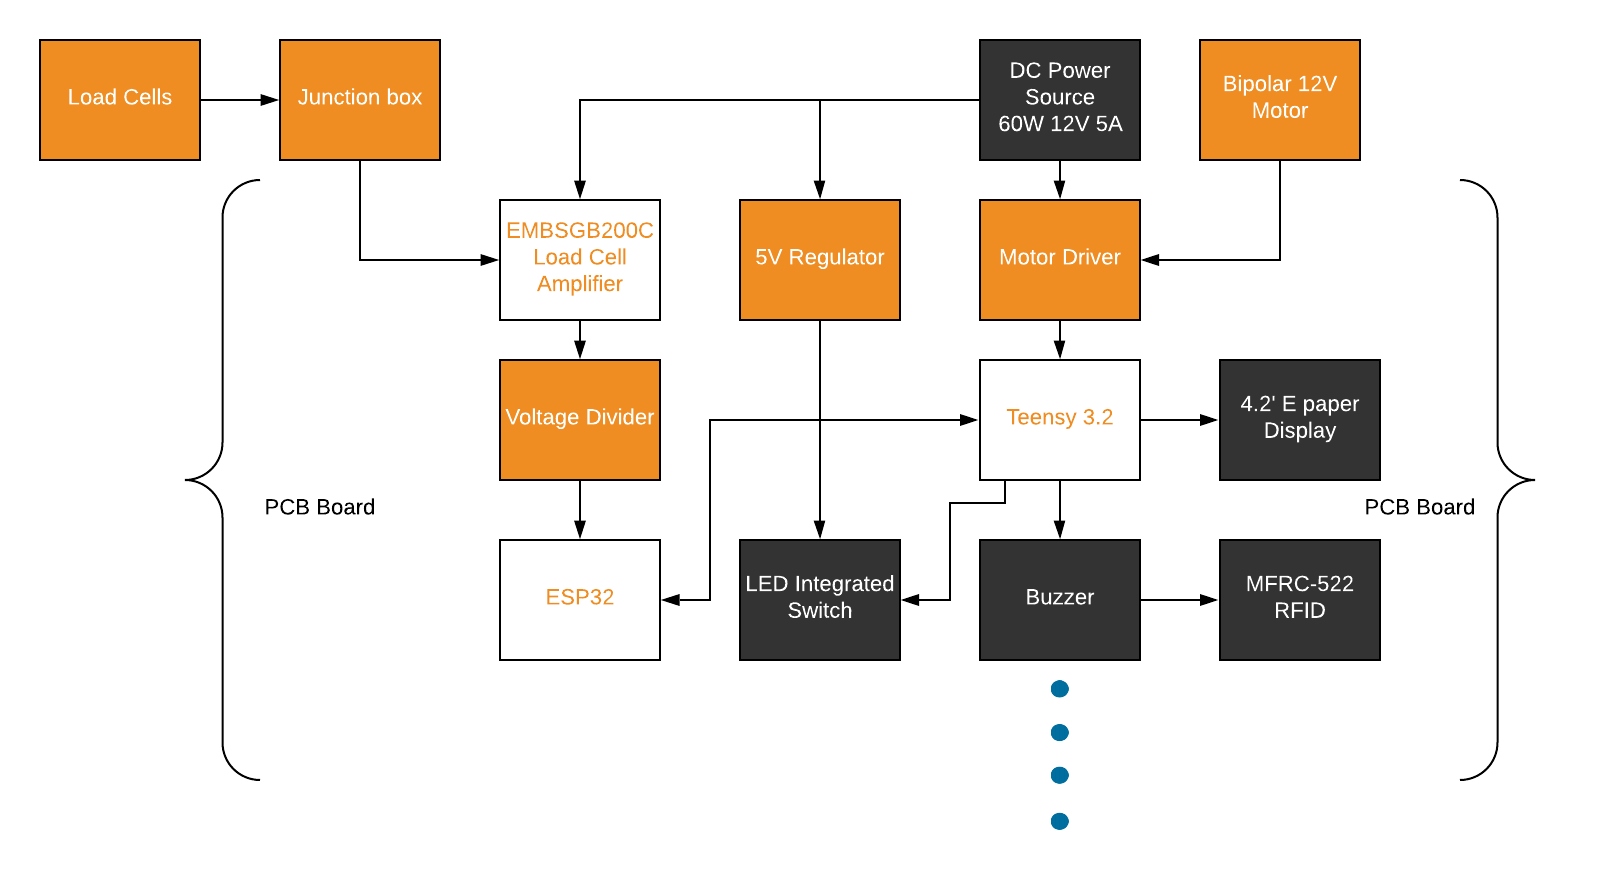 Load Cells
Junction box
DC Power
Source
60W 12V 5A
Bipolar 12V
Motor
EMBSGB200C
Load Cell
Amplifier
5V Regulator
Motor Driver
Voltage Divider
Teensy 3.2
4.2' E paper
Display
PCB Board
PCB Board
ESP32
LED Integrated
Switch
Buzzer
MFRC-522
RFID